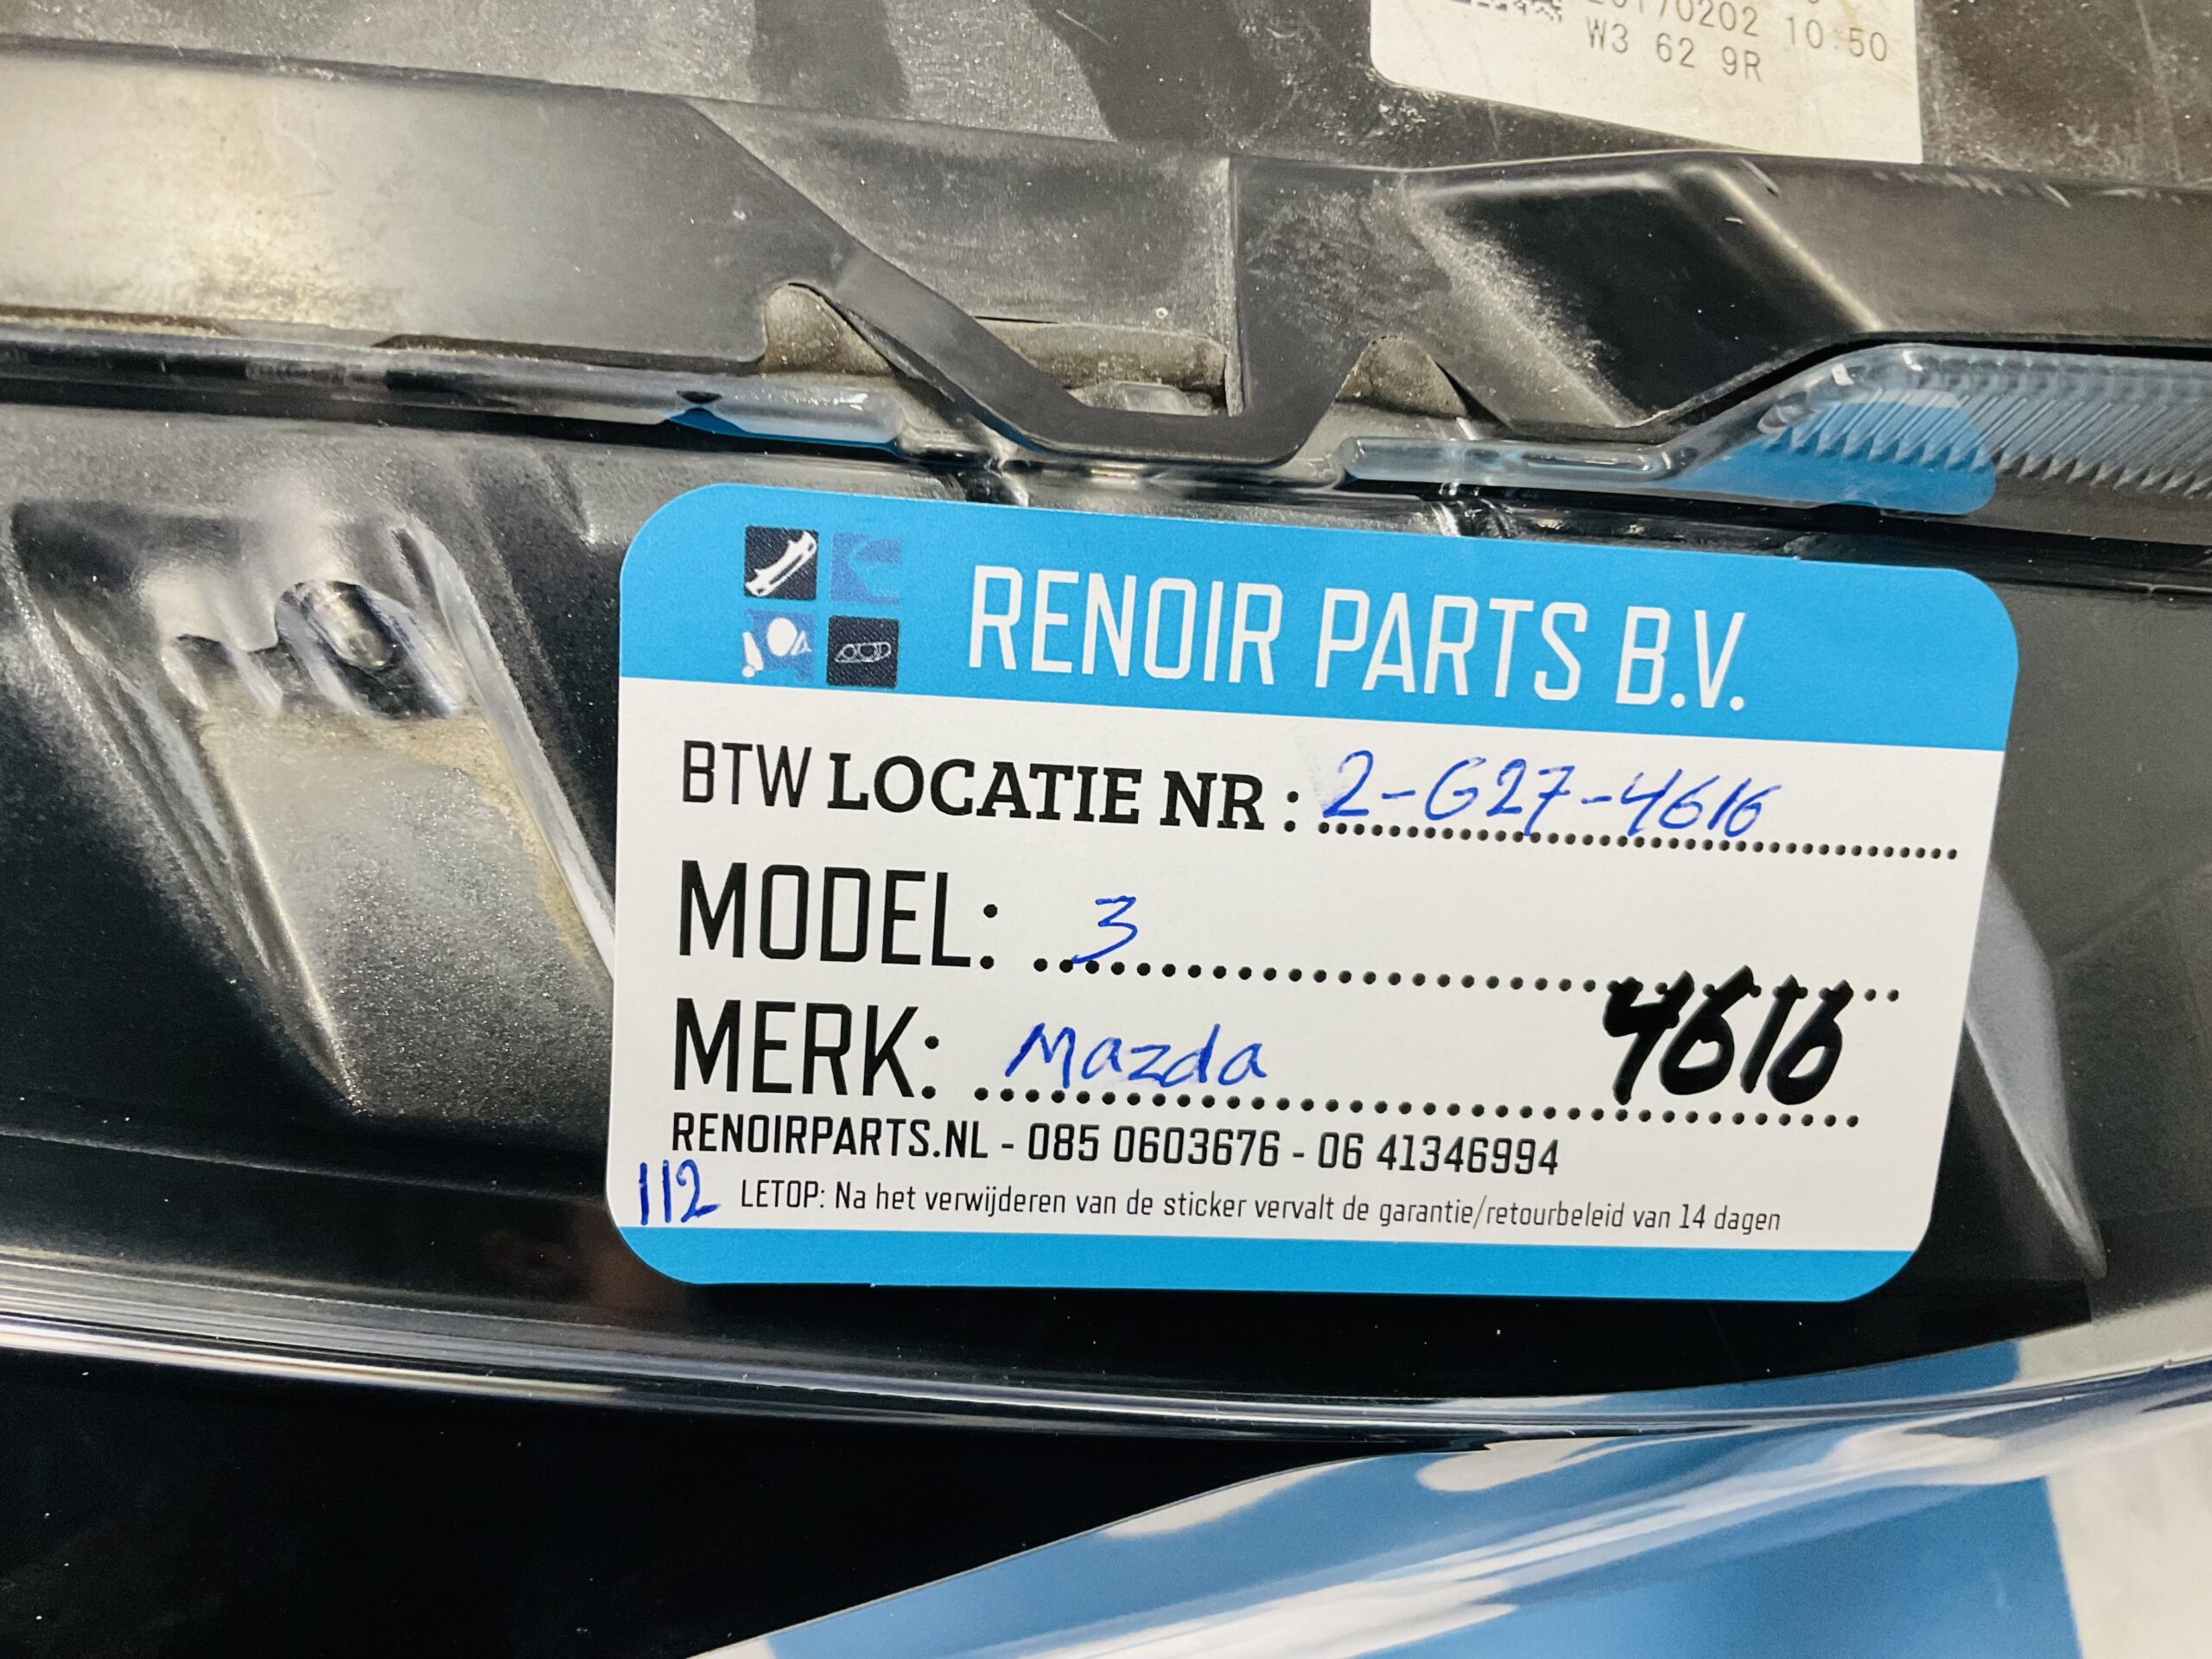 20170202 10:50
W3 62 9R
RENOIR PARTS B.V.
BTW LOCATIE NR : 2-G27-4616
MODEL: 3
4616
MERK: Mazda
RENOIRPARTS.NL - 085 0603676 - 06 41346994
112 LETOP: Na het verwijderen van de sticker vervalt de garantie/retourbeleid van 14 dagen